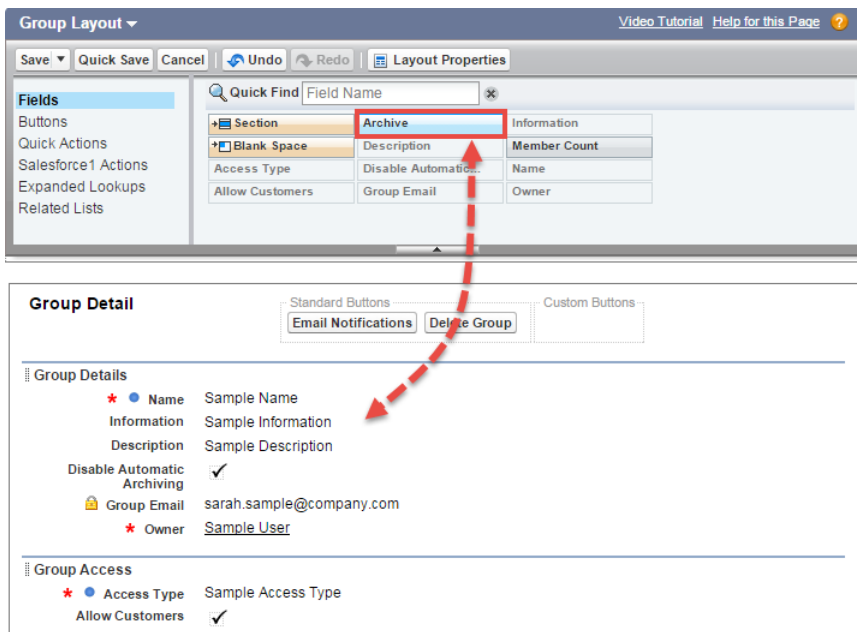 Group Layout
Video Tutorial Help for this Page ?
Save Quick Save Cancel Undo Redo Layout Properties
Fields
Buttons
Quick Actions
Salesforce1 Actions
Expanded Lookups
Related Lists
Quick Find Field Name
Section Archive Information
Blank Space Description Member Count
Access Type Disable Automatic... Name
Allow Customers Group Email Owner
Group Detail
Standard Buttons Custom Buttons
Email Notifications Delete Group
Group Details
* Name Sample Name
Information Sample Information
Description Sample Description
Disable Automatic
Archiving
Group Email sarah.sample@company.com
* Owner Sample User
Group Access
* Access Type Sample Access Type
Allow Customers